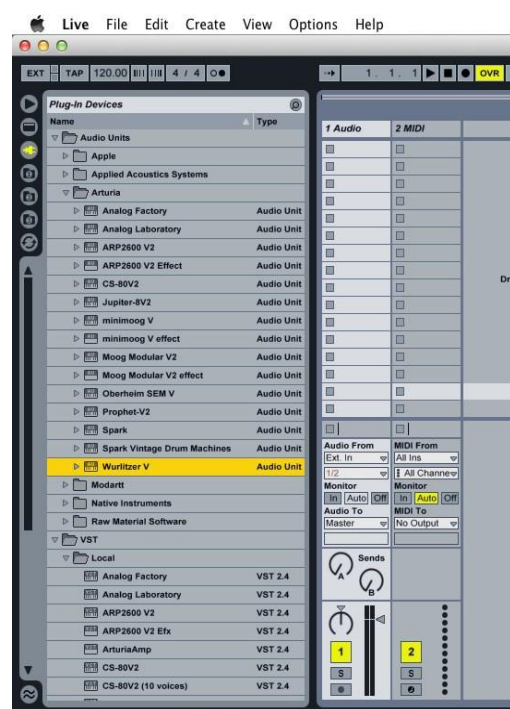 Live File Edit Create View Options Help
EXT TAP 120.00 4 / 4 1. 1. 1 OVR
Plug-In Devices
Name Type
Audio Units
Apple
Applied Acoustics Systems
Arturia
Analog Factory Audio Unit
Analog Laboratory Audio Unit
ARP2600 V2 Audio Unit
ARP2600 V2 Effect Audio Unit
CS-80V2 Audio Unit
Jupiter-8V2 Audio Unit
minimoog V Audio Unit
minimoog V effect Audio Unit
Moog Modular V2 Audio Unit
Moog Modular V2 effect Audio Unit
Oberheim SEM V Audio Unit
Prophet-V2 Audio Unit
Spark Audio Unit
Spark Vintage Drum Machines Audio Unit
Wurlitzer V Audio Unit
Modartt
Native Instruments
Raw Material Software
VST
Local
Analog Factory VST 2.4
Analog Laboratory VST 2.4
ARP2600 V2 VST 2.4
ARP2600 V2 Efx VST 2.4
ArturiaAmp VST 2.4
CS-80V2 VST 2.4
CS-80V2 (10 voices) VST 2.4
1 Audio 2 MIDI
Dr
Audio From MIDI From
Ext. In All Ins
1/2 All Channe
Monitor Monitor
In Auto Off In Auto Off
Audio To MIDI To
Master No Output
Sends
A B
1 2
S S